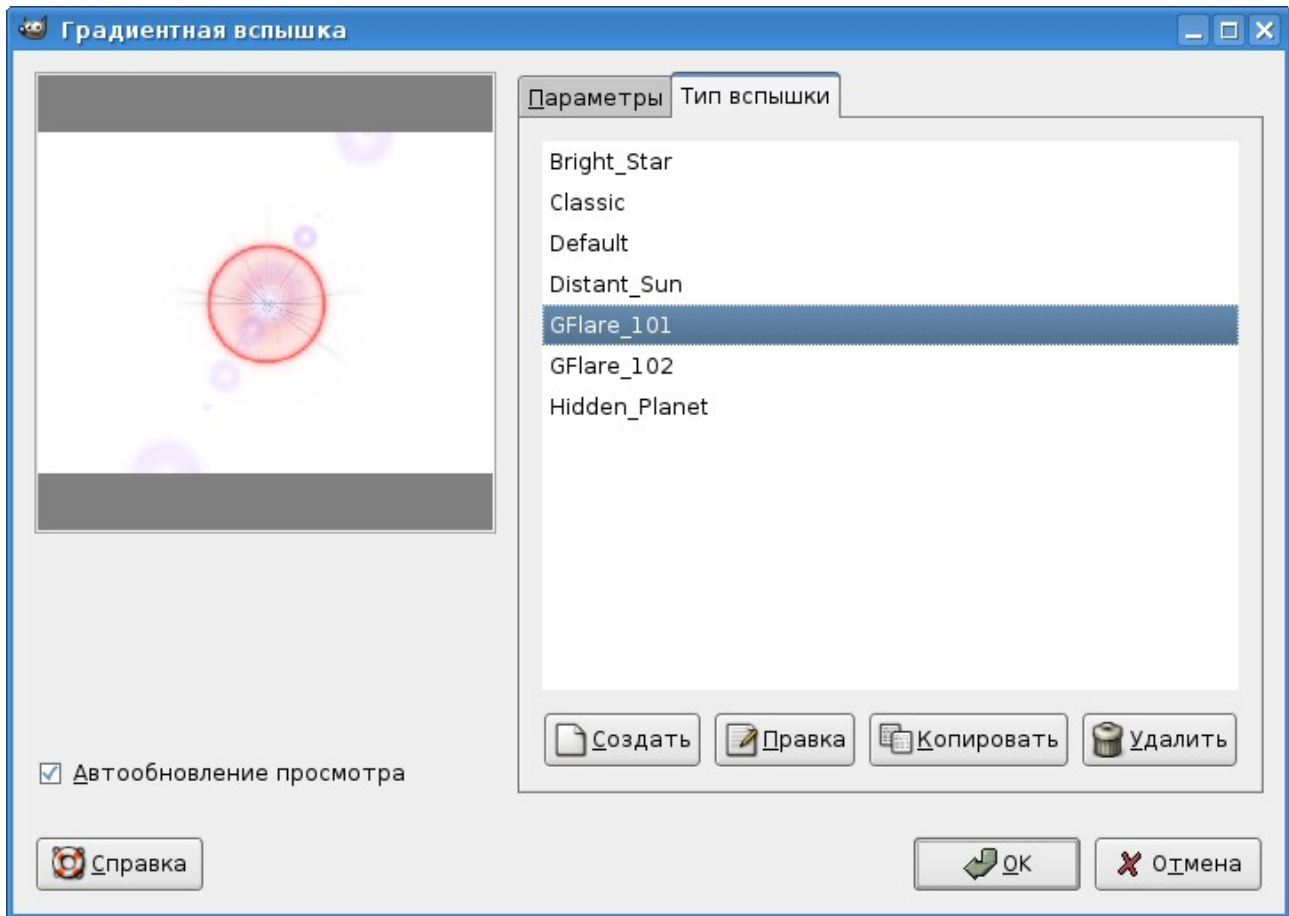 Градиентная вспышка
Параметры Тип вспышки
Bright_Star
Classic
Default
Distant_Sun
GFlare_101
GFlare_102
Hidden_Planet
Создать Правка Копировать Удалить
Автообновление просмотра
Справка OK Отмена